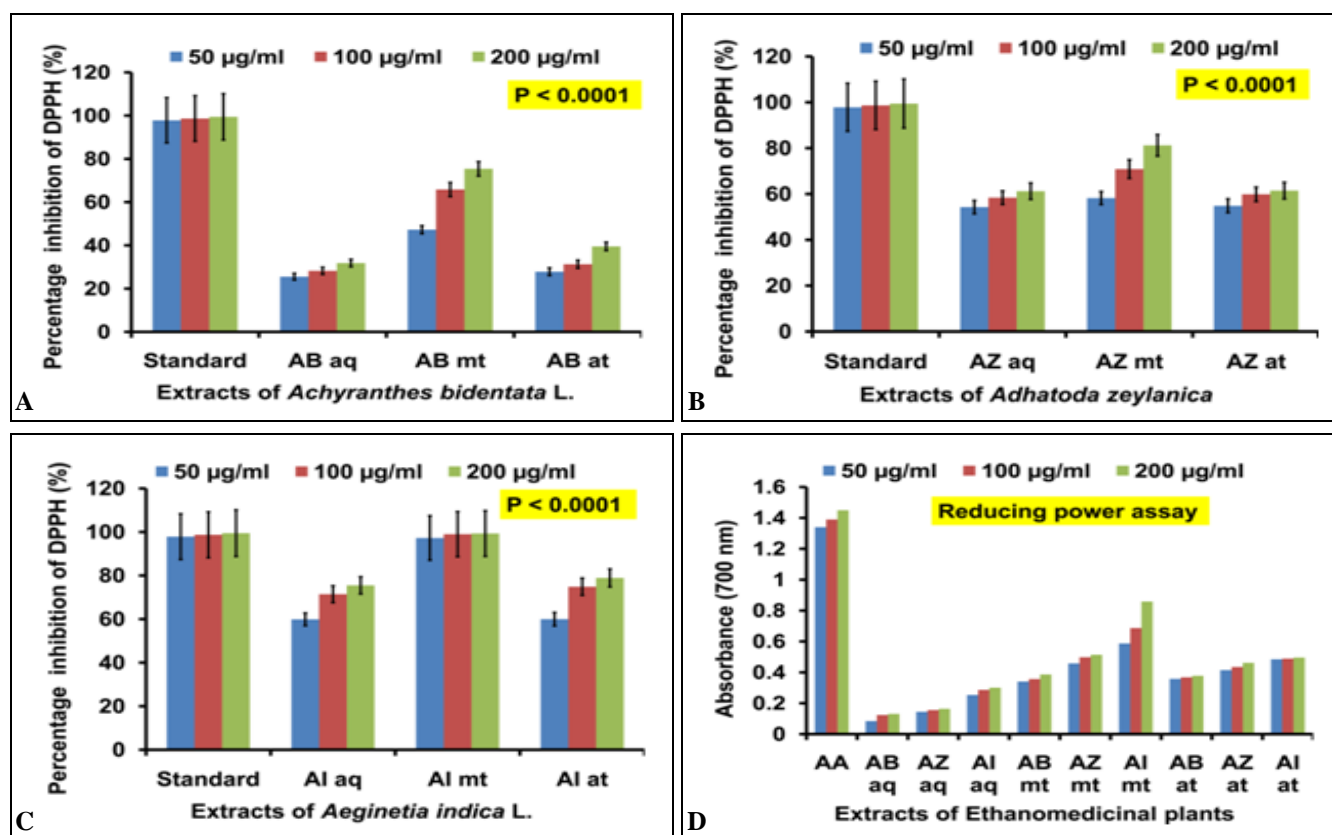 50 µg/ml 100 µg/ml 200 µg/ml
P < 0.0001
Percentage inhibition of DPPH (%)
120
100
80
60
40
20
0
Standard AB aq AB mt AB at
Extracts of Achyranthes bidentata L.
A
50 µg/ml 100 µg/ml 200 µg/ml
P < 0.0001
Percentage inhibition of DPPH (%)
120
100
80
60
40
20
0
Standard AZ aq AZ mt AZ at
Extracts of Adhatoda zeylanica
B
50 µg/ml 100 µg/ml 200 µg/ml
P < 0.0001
Percentage inhibition of DPPH (%)
120
100
80
60
40
20
0
Standard AI aq AI mt AI at
Extracts of Aeginetia indica L.
C
50 µg/ml 100 µg/ml 200 µg/ml
Reducing power assay
Absorbance (700 nm)
1.6
1.4
1.2
1
0.8
0.6
0.4
0.2
0
AA AB AZ AI AB AZ AI AB AZ AI
aq aq aq mt mt mt at at at
Extracts of Ethanomedicinal plants
D